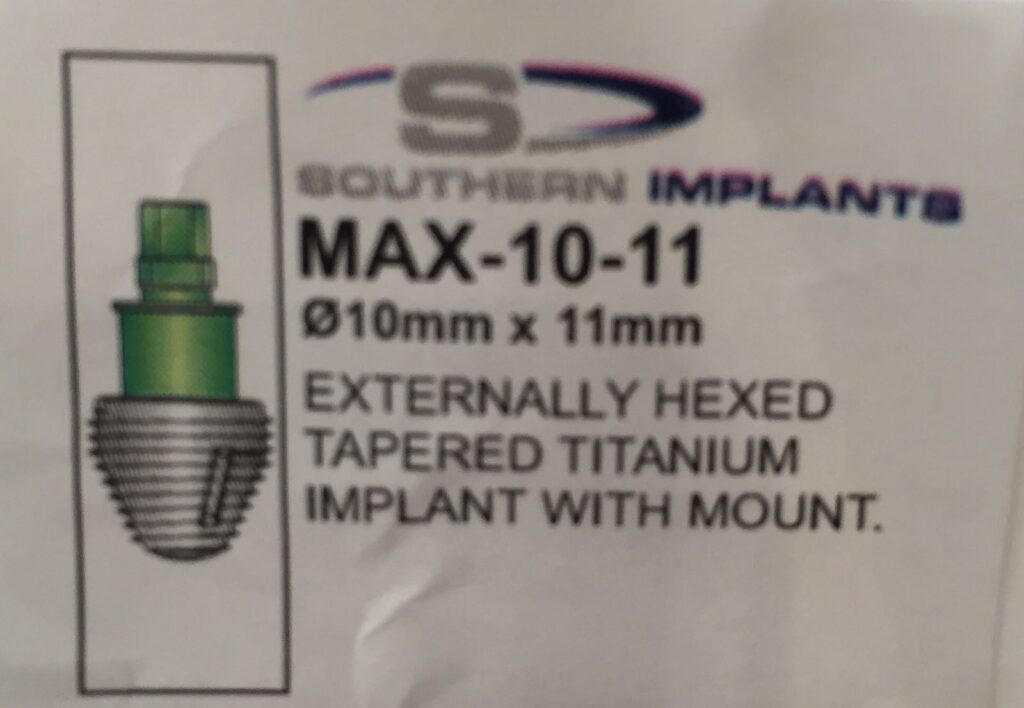 S
SOUTHERN IMPLANTS
MAX-10-11
Ø10mm x 11mm
EXTERNALLY HEXED
TAPERED TITANIUM
IMPLANT WITH MOUNT.